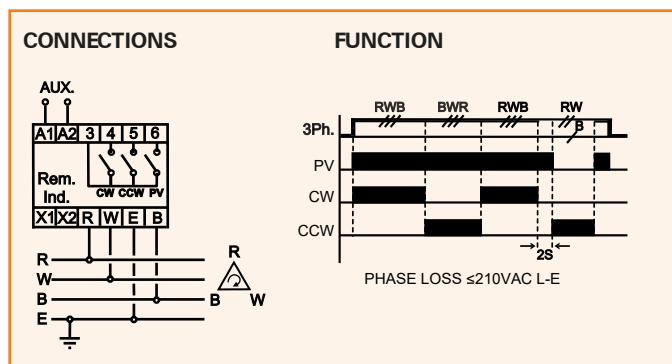 CONNECTIONS
FUNCTION
AUX.
A1 A2 3 4 5 6
Rem.
Ind.
CW CCW PV
X1 X2 R W E B
R
W
B
E
R
B W
RWB BWR RWB RW
B
3Ph.
PV
CW
CCW
2S
PHASE LOSS ≤210VAC L-E